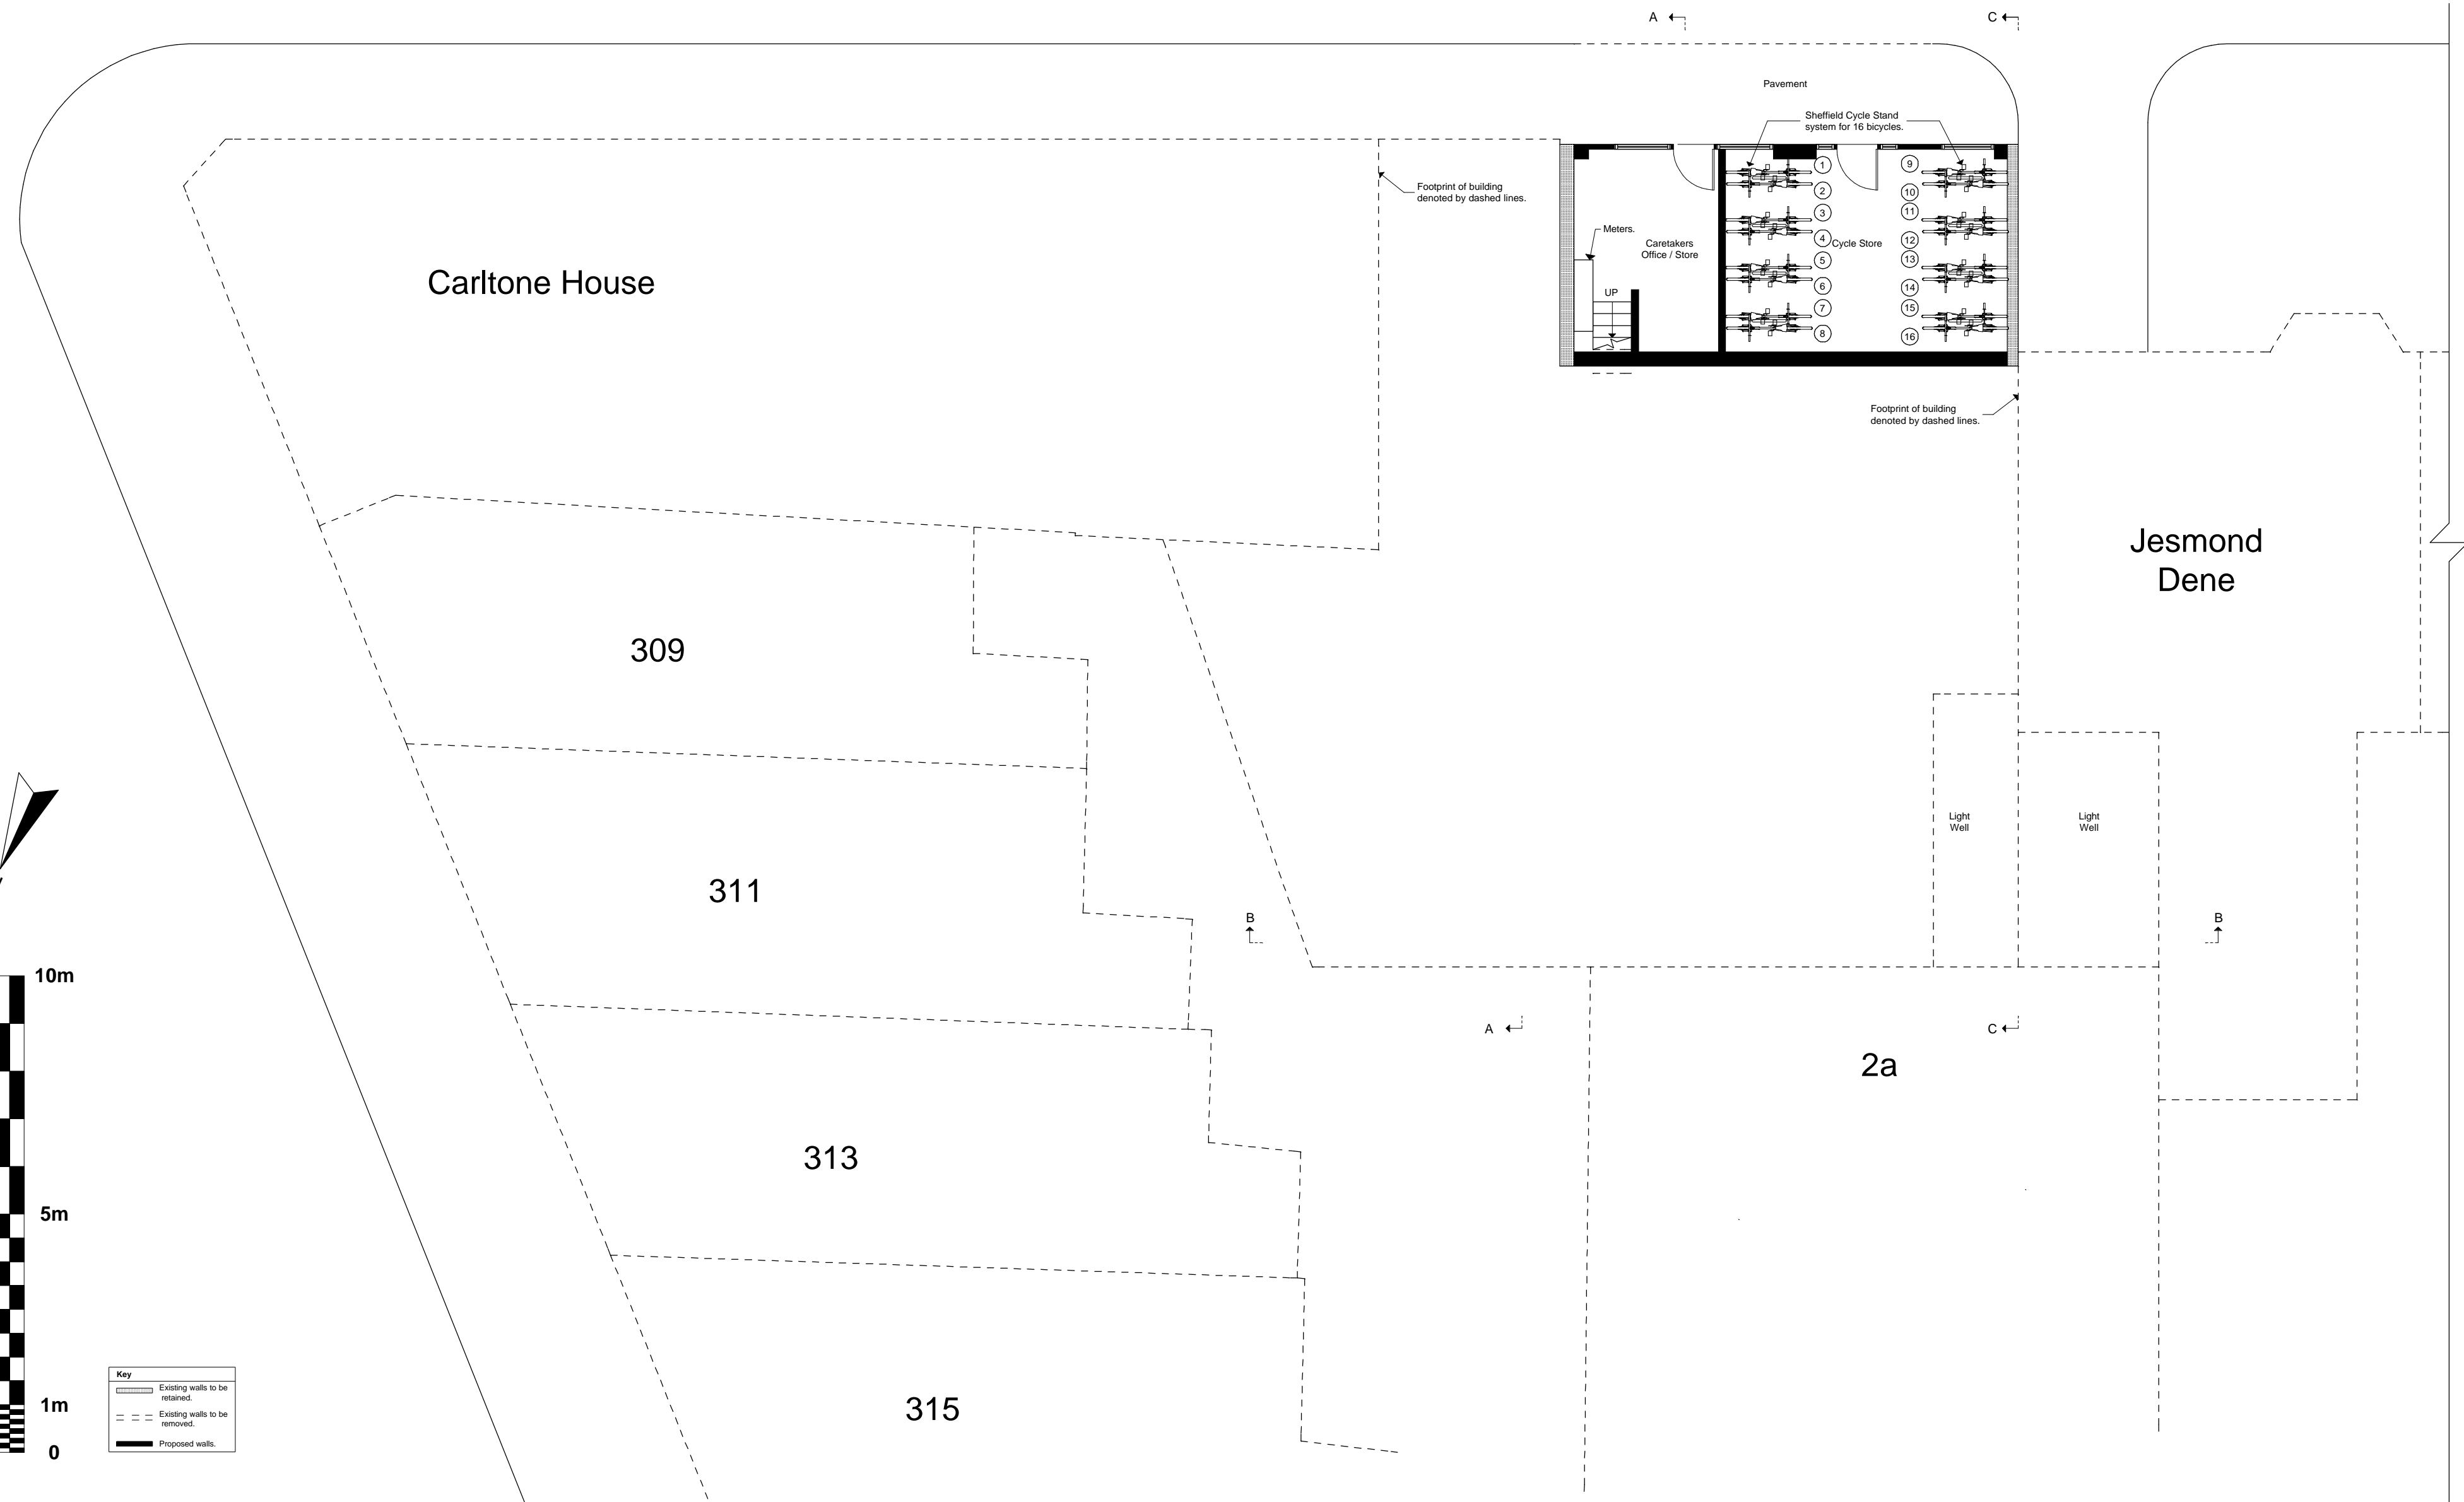 A
C
Pavement
Sheffield Cycle Stand
system for 16 bicycles.
Footprint of building
denoted by dashed lines.
Meters.
Caretakers
Office / Store
UP
Cycle Store
1
2
3
4
5
6
7
8
9
10
11
12
13
14
15
16
Carltone House
Footprint of building
denoted by dashed lines.
Jesmond
Dene
309
311
Light
Well
Light
Well
B
B
A
C
2a
313
315
10m
5m
1m
0
Key
Existing walls to be
retained.
Existing walls to be
removed.
Proposed walls.